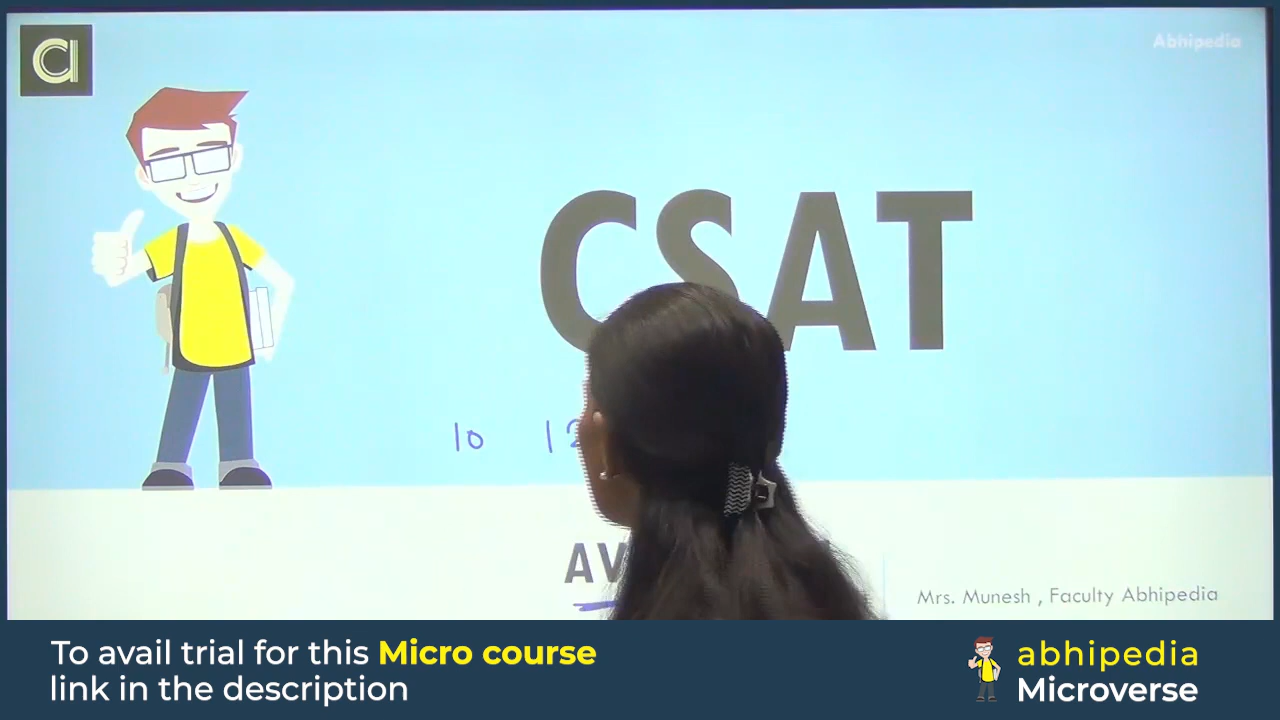 Abhipedia
CSAT
10 12
Mrs. Munesh , Faculty Abhipedia
To avail trial for this Micro course
link in the description
abhipedia
Microverse